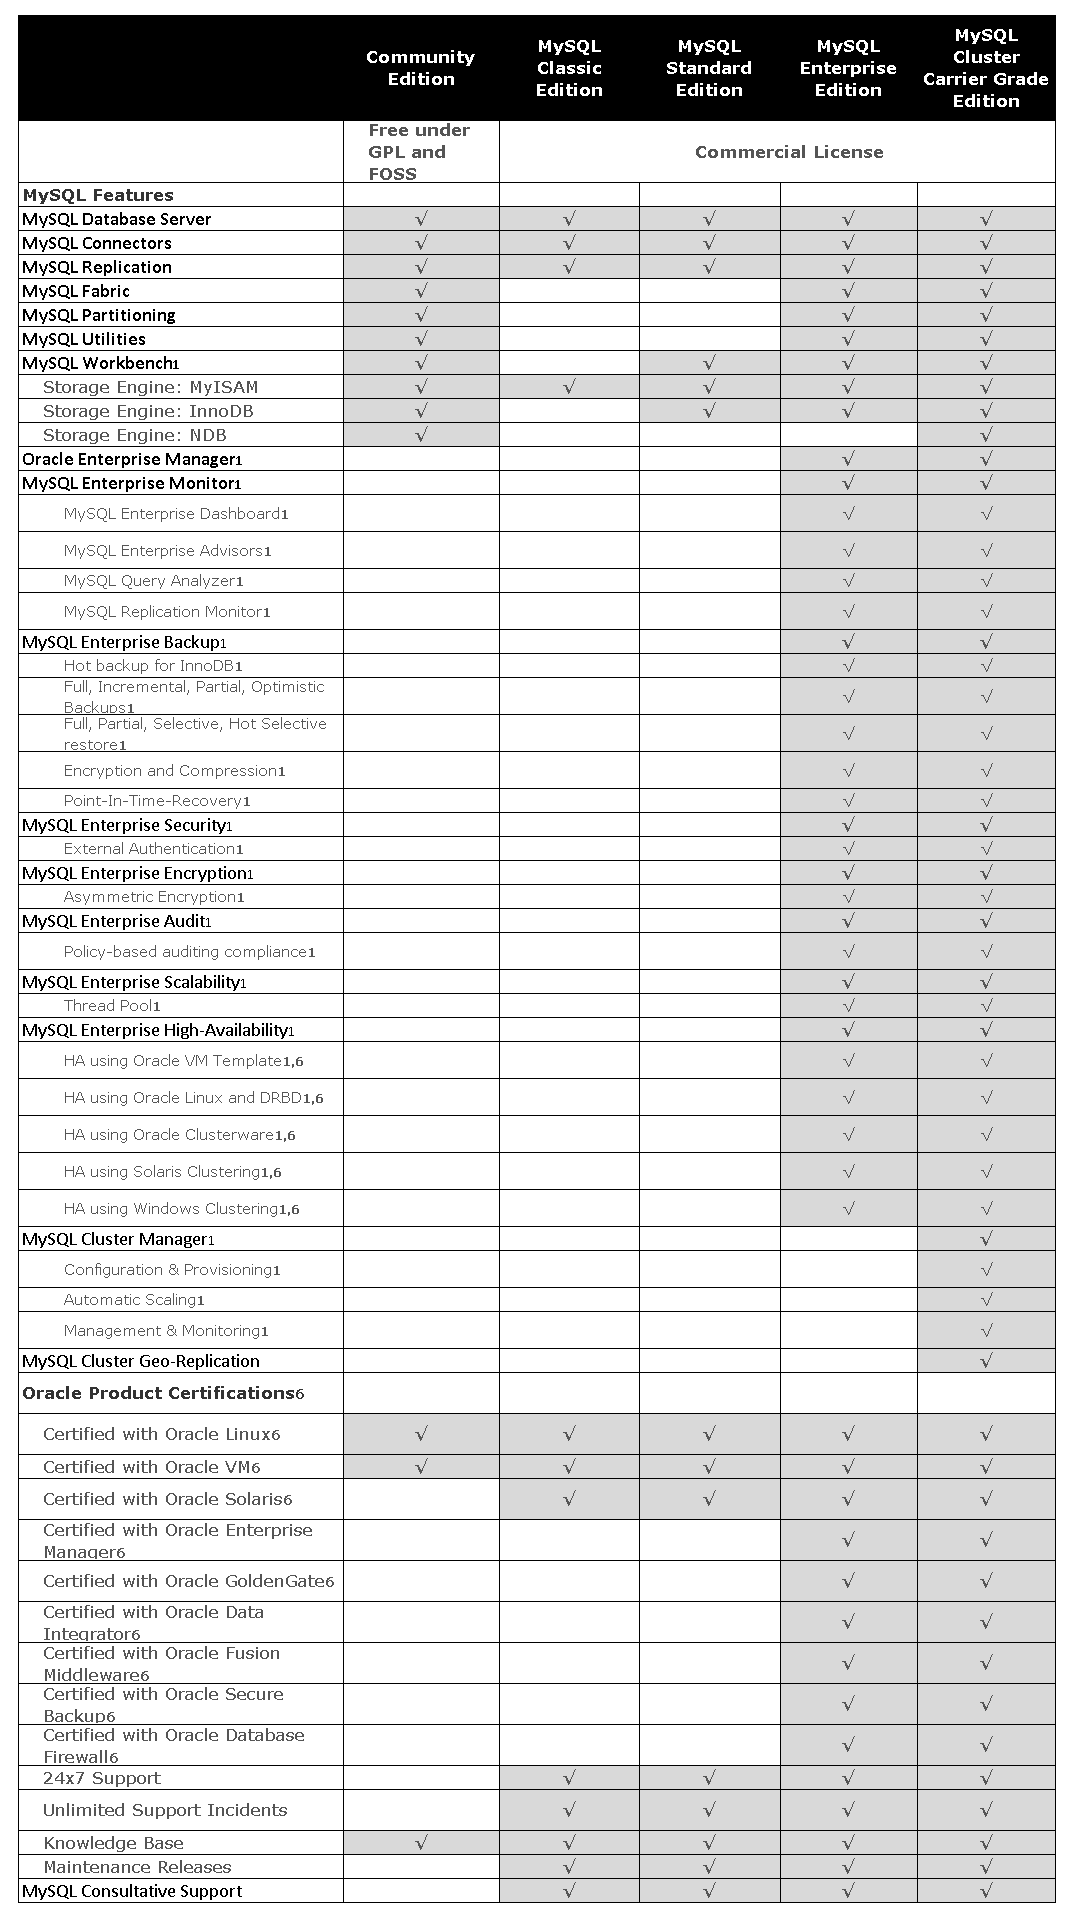 Community Edition
MySQL Classic Edition
MySQL Standard Edition
MySQL Enterprise Edition
MySQL Cluster Carrier Grade Edition
Free under GPL and FOSS
Commercial License
MySQL Features
MySQL Database Server √ √ √ √ √
MySQL Connectors √ √ √ √ √
MySQL Replication √ √ √ √ √
MySQL Fabric √ √ √
MySQL Partitioning √ √ √
MySQL Utilities √ √ √
MySQL Workbench1 √ √ √ √
Storage Engine: MyISAM √ √ √ √ √
Storage Engine: InnoDB √ √ √ √
Storage Engine: NDB √ √
Oracle Enterprise Manager1 √ √
MySQL Enterprise Monitor1 √ √
MySQL Enterprise Dashboard1 √ √
MySQL Enterprise Advisors1 √ √
MySQL Query Analyzer1 √ √
MySQL Replication Monitor1 √ √
MySQL Enterprise Backup1 √ √
Hot backup for InnoDB1 √ √
Full, Incremental, Partial, Optimistic
Backups1 √ √
Full, Partial, Selective, Hot Selective
restore1 √ √
Encryption and Compression1 √ √
Point-In-Time-Recovery1 √ √
MySQL Enterprise Security1 √ √
External Authentication1 √ √
MySQL Enterprise Encryption1 √ √
Asymmetric Encryption1 √ √
MySQL Enterprise Audit1 √ √
Policy-based auditing compliance1 √ √
MySQL Enterprise Scalability1 √ √
Thread Pool1 √ √
MySQL Enterprise High-Availability1 √ √
HA using Oracle VM Template1,6 √ √
HA using Oracle Linux and DRBD1,6 √ √
HA using Oracle Clusterware1,6 √ √
HA using Solaris Clustering1,6 √ √
HA using Windows Clustering1,6 √ √
MySQL Cluster Manager1 √
Configuration & Provisioning1 √
Automatic Scaling1 √
Management & Monitoring1 √
MySQL Cluster Geo-Replication √
Oracle Product Certifications6
Certified with Oracle Linux6 √ √ √ √ √
Certified with Oracle VM6 √ √ √ √ √
Certified with Oracle Solaris6 √ √ √ √
Certified with Oracle Enterprise
Manager6 √ √
Certified with Oracle GoldenGate6 √ √
Certified with Oracle Data
Integrator6 √ √
Certified with Oracle Fusion
Middleware6 √ √
Certified with Oracle Secure
Backup6 √ √
Certified with Oracle Database
Firewall6 √ √
24x7 Support √ √ √ √
Unlimited Support Incidents √ √ √ √
Knowledge Base √ √ √ √ √
Maintenance Releases √ √ √ √
MySQL Consultative Support √ √ √ √